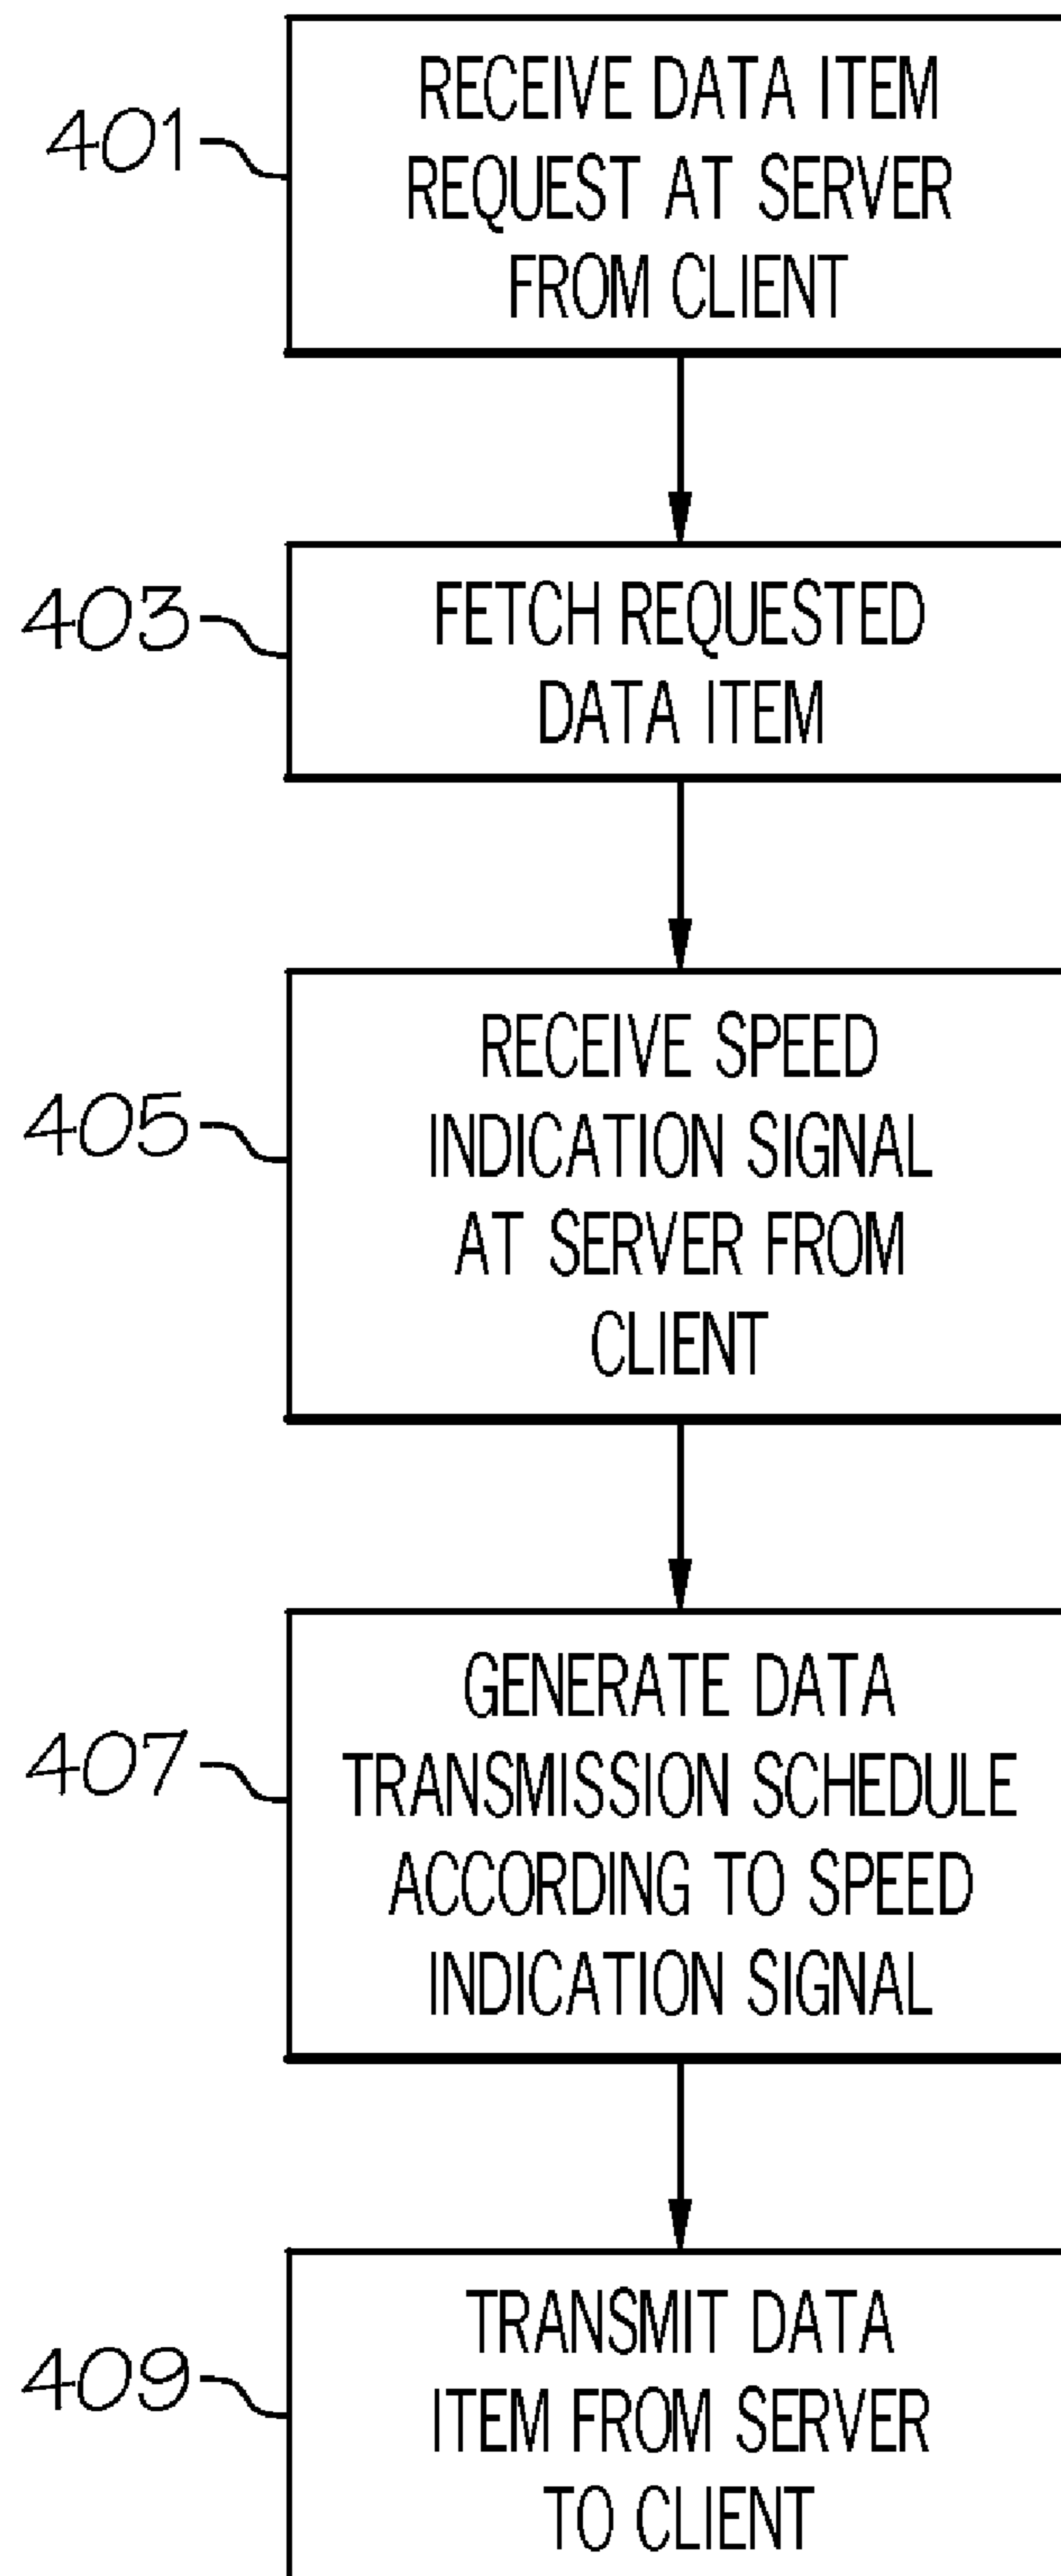 401
RECEIVE DATA ITEM
REQUEST AT SERVER
FROM CLIENT
403
FETCH REQUESTED
DATA ITEM
405
RECEIVE SPEED
INDICATION SIGNAL
AT SERVER FROM
CLIENT
407
GENERATE DATA
TRANSMISSION SCHEDULE
ACCORDING TO SPEED
INDICATION SIGNAL
409
TRANSMIT DATA
ITEM FROM SERVER
TO CLIENT